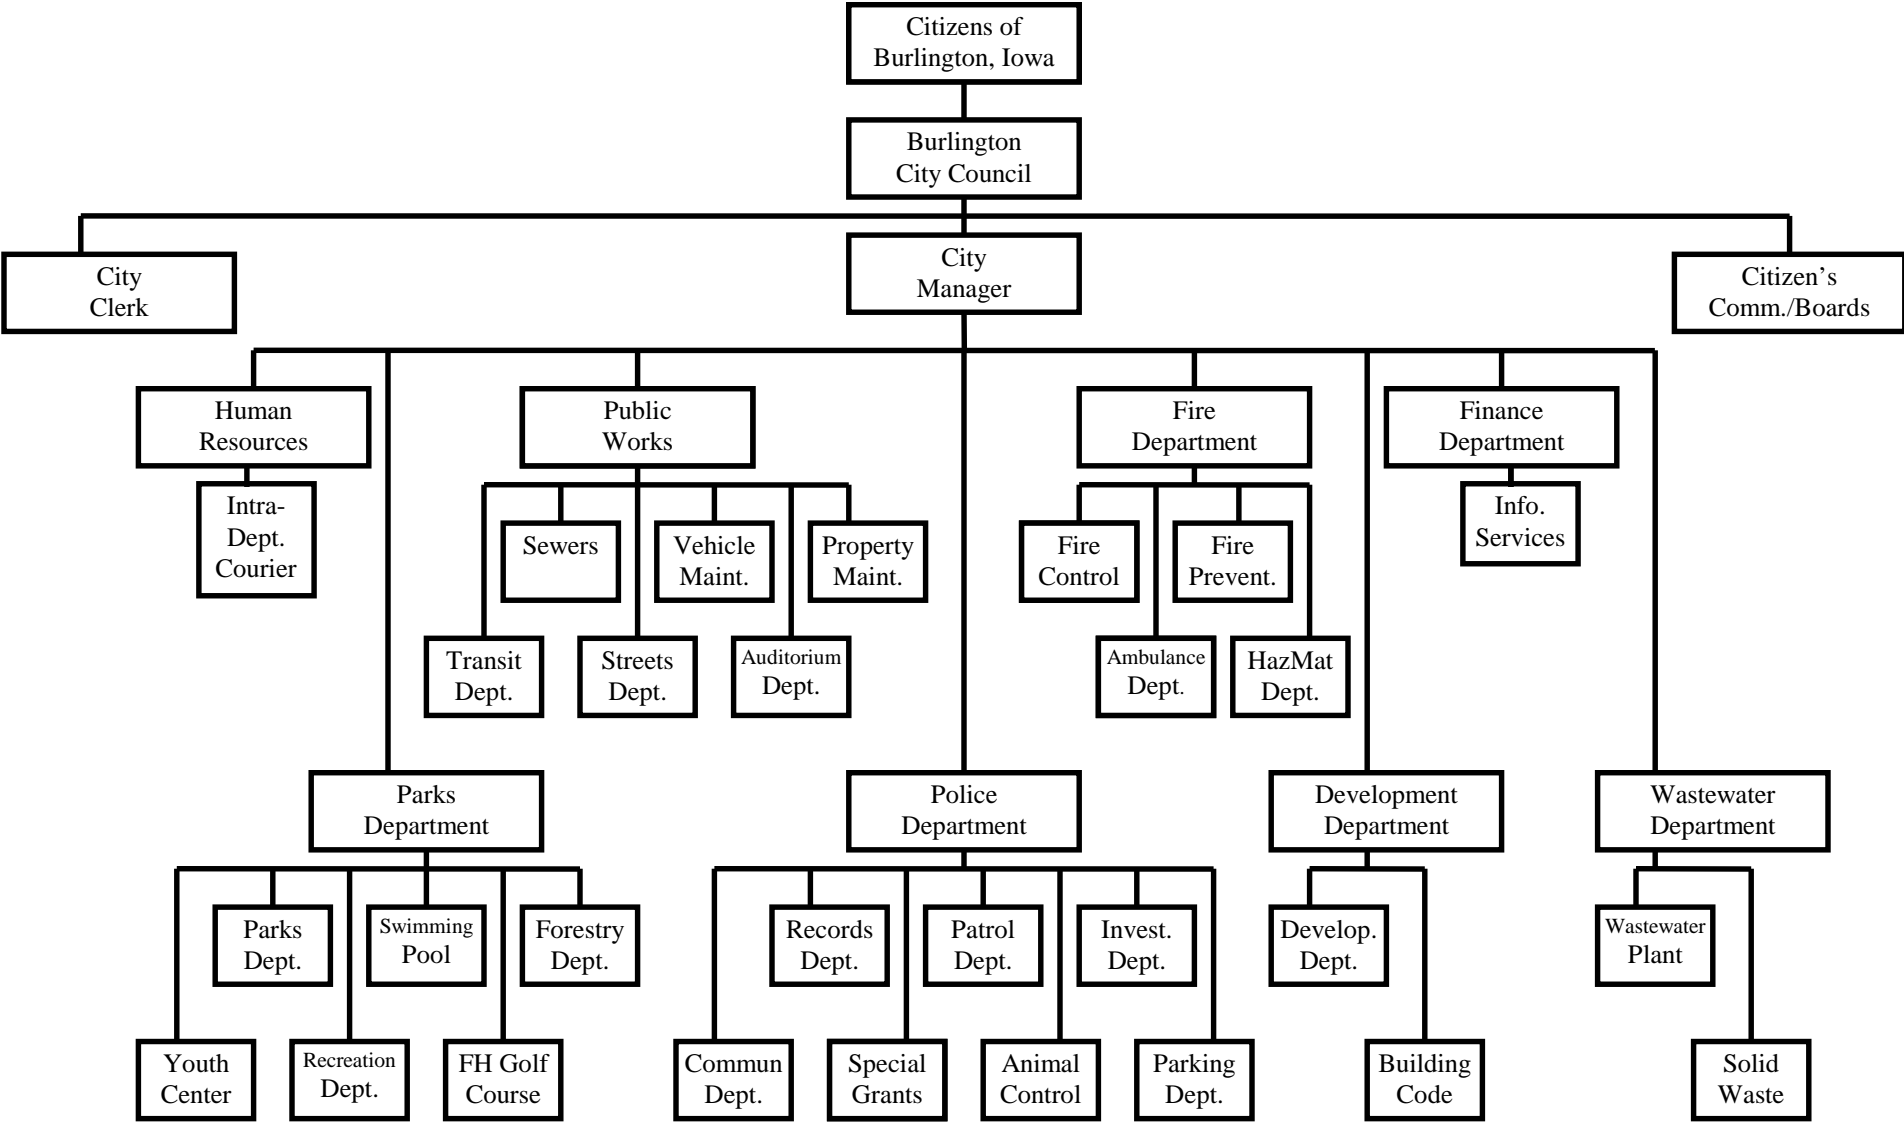 Citizens of
Burlington, Iowa
Burlington
City Council
City
Clerk
City
Manager
Citizen’s
Comm./Boards
Human
Resources
Public
Works
Fire
Department
Finance
Department
Intra-
Dept.
Courier
Sewers
Vehicle
Maint.
Property
Maint.
Fire
Control
Fire
Prevent.
Info.
Services
Transit
Dept.
Streets
Dept.
Auditorium
Dept.
Ambulance
Dept.
HazMat
Dept.
Parks
Department
Police
Department
Development
Department
Wastewater
Department
Parks
Dept.
Swimming
Pool
Forestry
Dept.
Records
Dept.
Patrol
Dept.
Invest.
Dept.
Develop.
Dept.
Wastewater
Plant
Youth
Center
Recreation
Dept.
FH Golf
Course
Commun
Dept.
Special
Grants
Animal
Control
Parking
Dept.
Building
Code
Solid
Waste